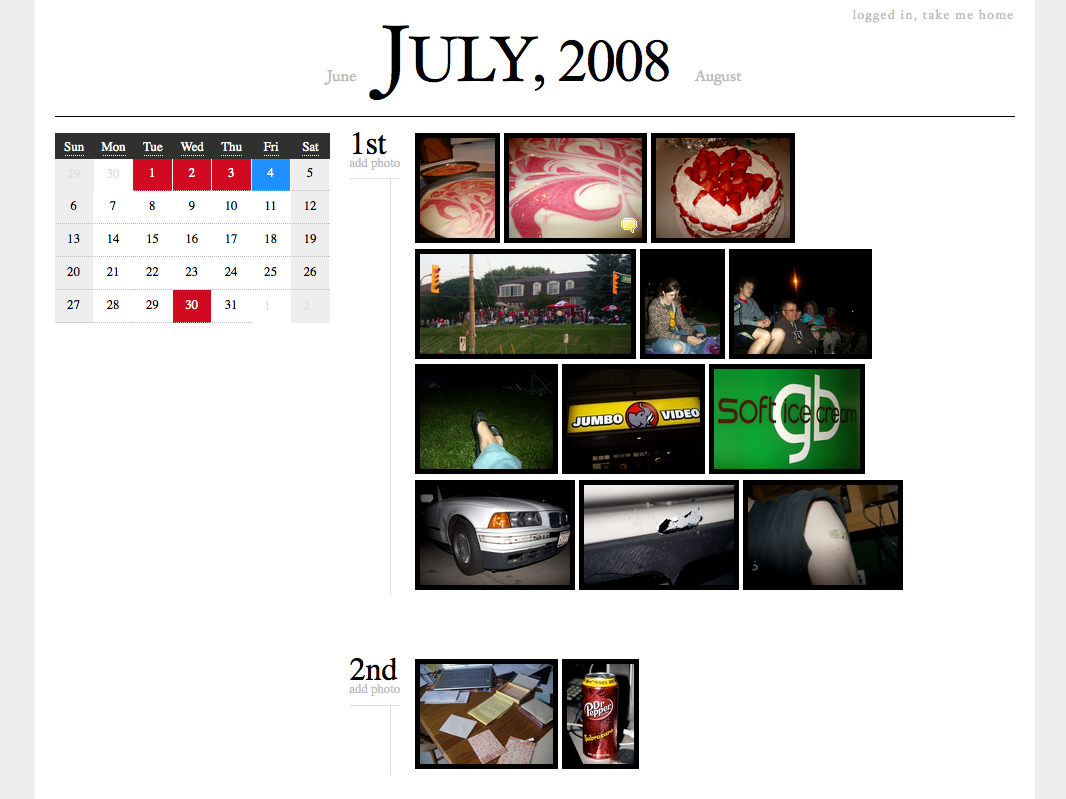 logged in, take me home
June JULY, 2008 August
Sun Mon Tue Wed Thu Fri Sat
29 30 1 2 3 4 5
6 7 8 9 10 11 12
13 14 15 16 17 18 19
20 21 22 23 24 25 26
27 28 29 30 31 1 2
1st
add photo
JUMBO VIDEO
Soft ice cream
gb
2nd
add photo
Dr
Pepper